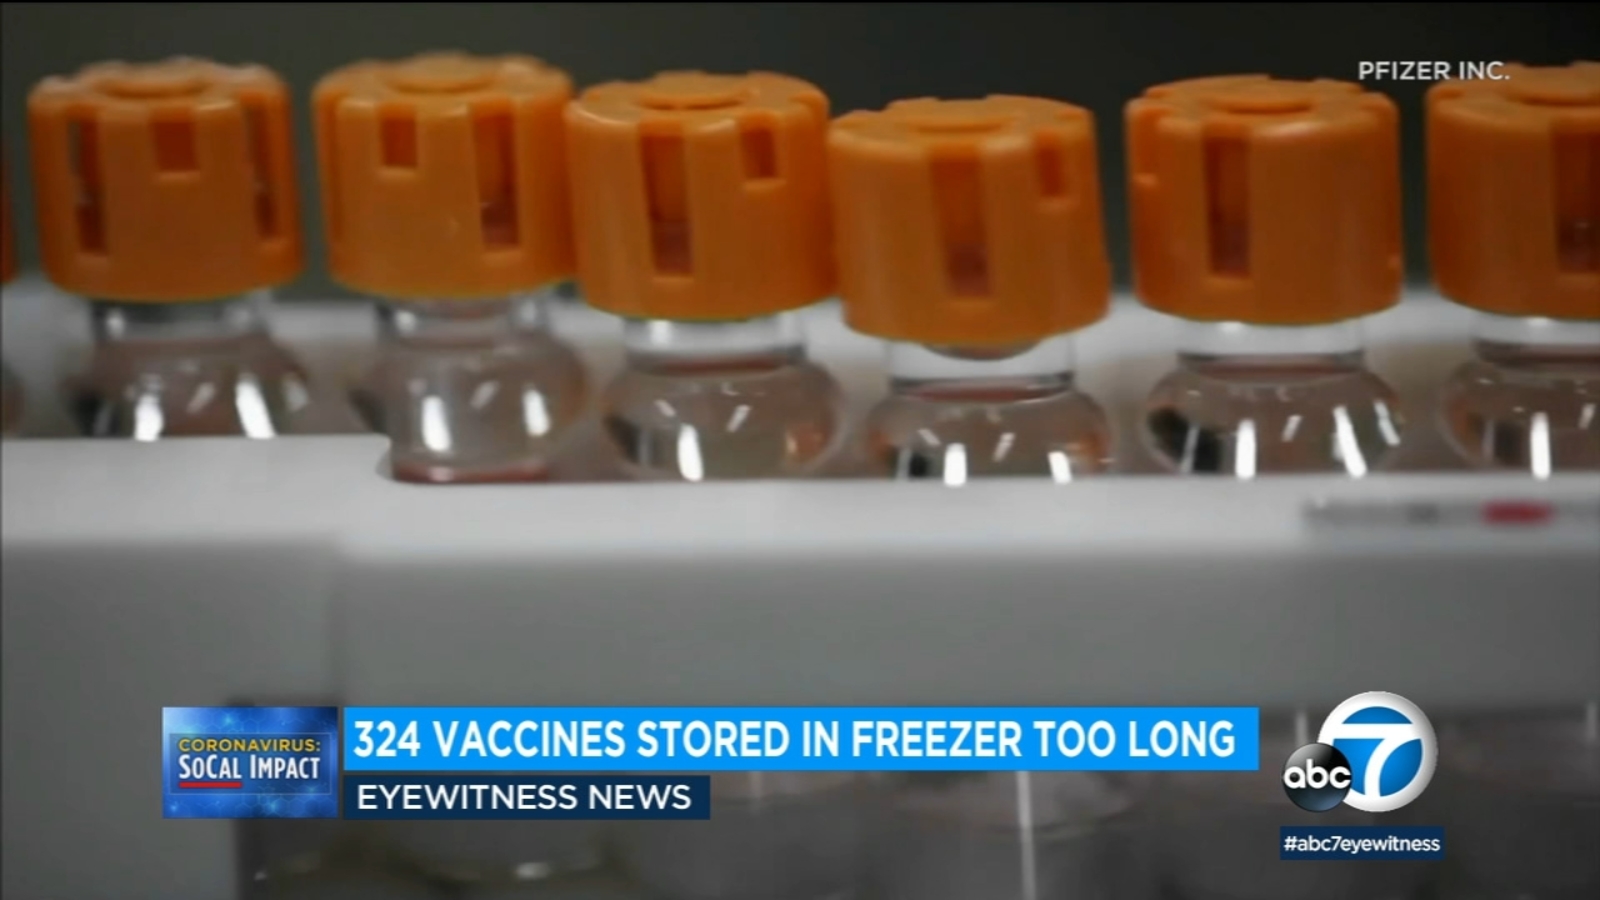 PFIZER INC.
CORONAVIRUS:
SOCAL IMPACT
324 VACCINES STORED IN FREEZER TOO LONG
EYEWITNESS NEWS
abc 7
#abc7eyewitness